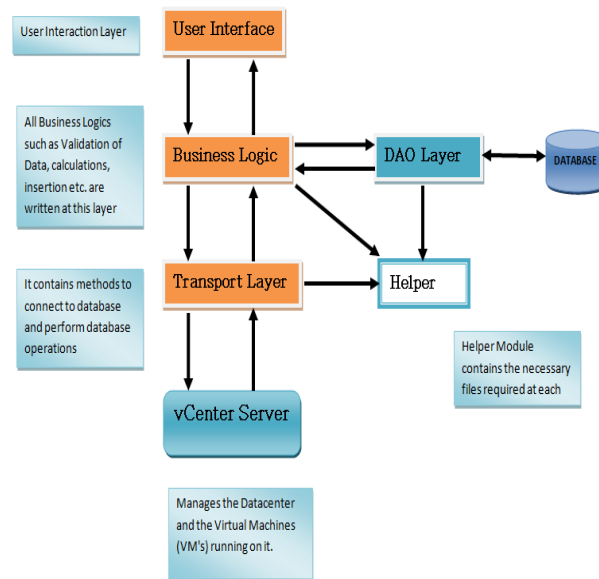 User Interface
User Interaction Layer
All Business Logics
such as Validation of
Data, calculations,
insertion etc. are
written at this layer
Business Logic
DAO Layer
DATABASE
It contains methods to
connect to database
and perform database
operations
Transport Layer
Helper
Helper Module
contains the necessary
files required at each
vCenter Server
Manages the Datacenter
and the Virtual Machines
(VM's) running on it.